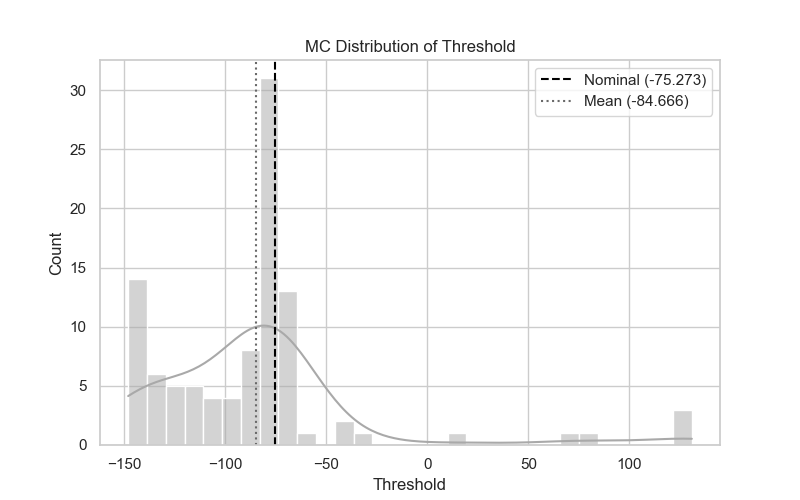 MC Distribution of Threshold
Nominal (-75.273)
Mean (-84.666)
Count
30
25
20
15
10
5
0
−150
−100
−50
0
50
100
Threshold